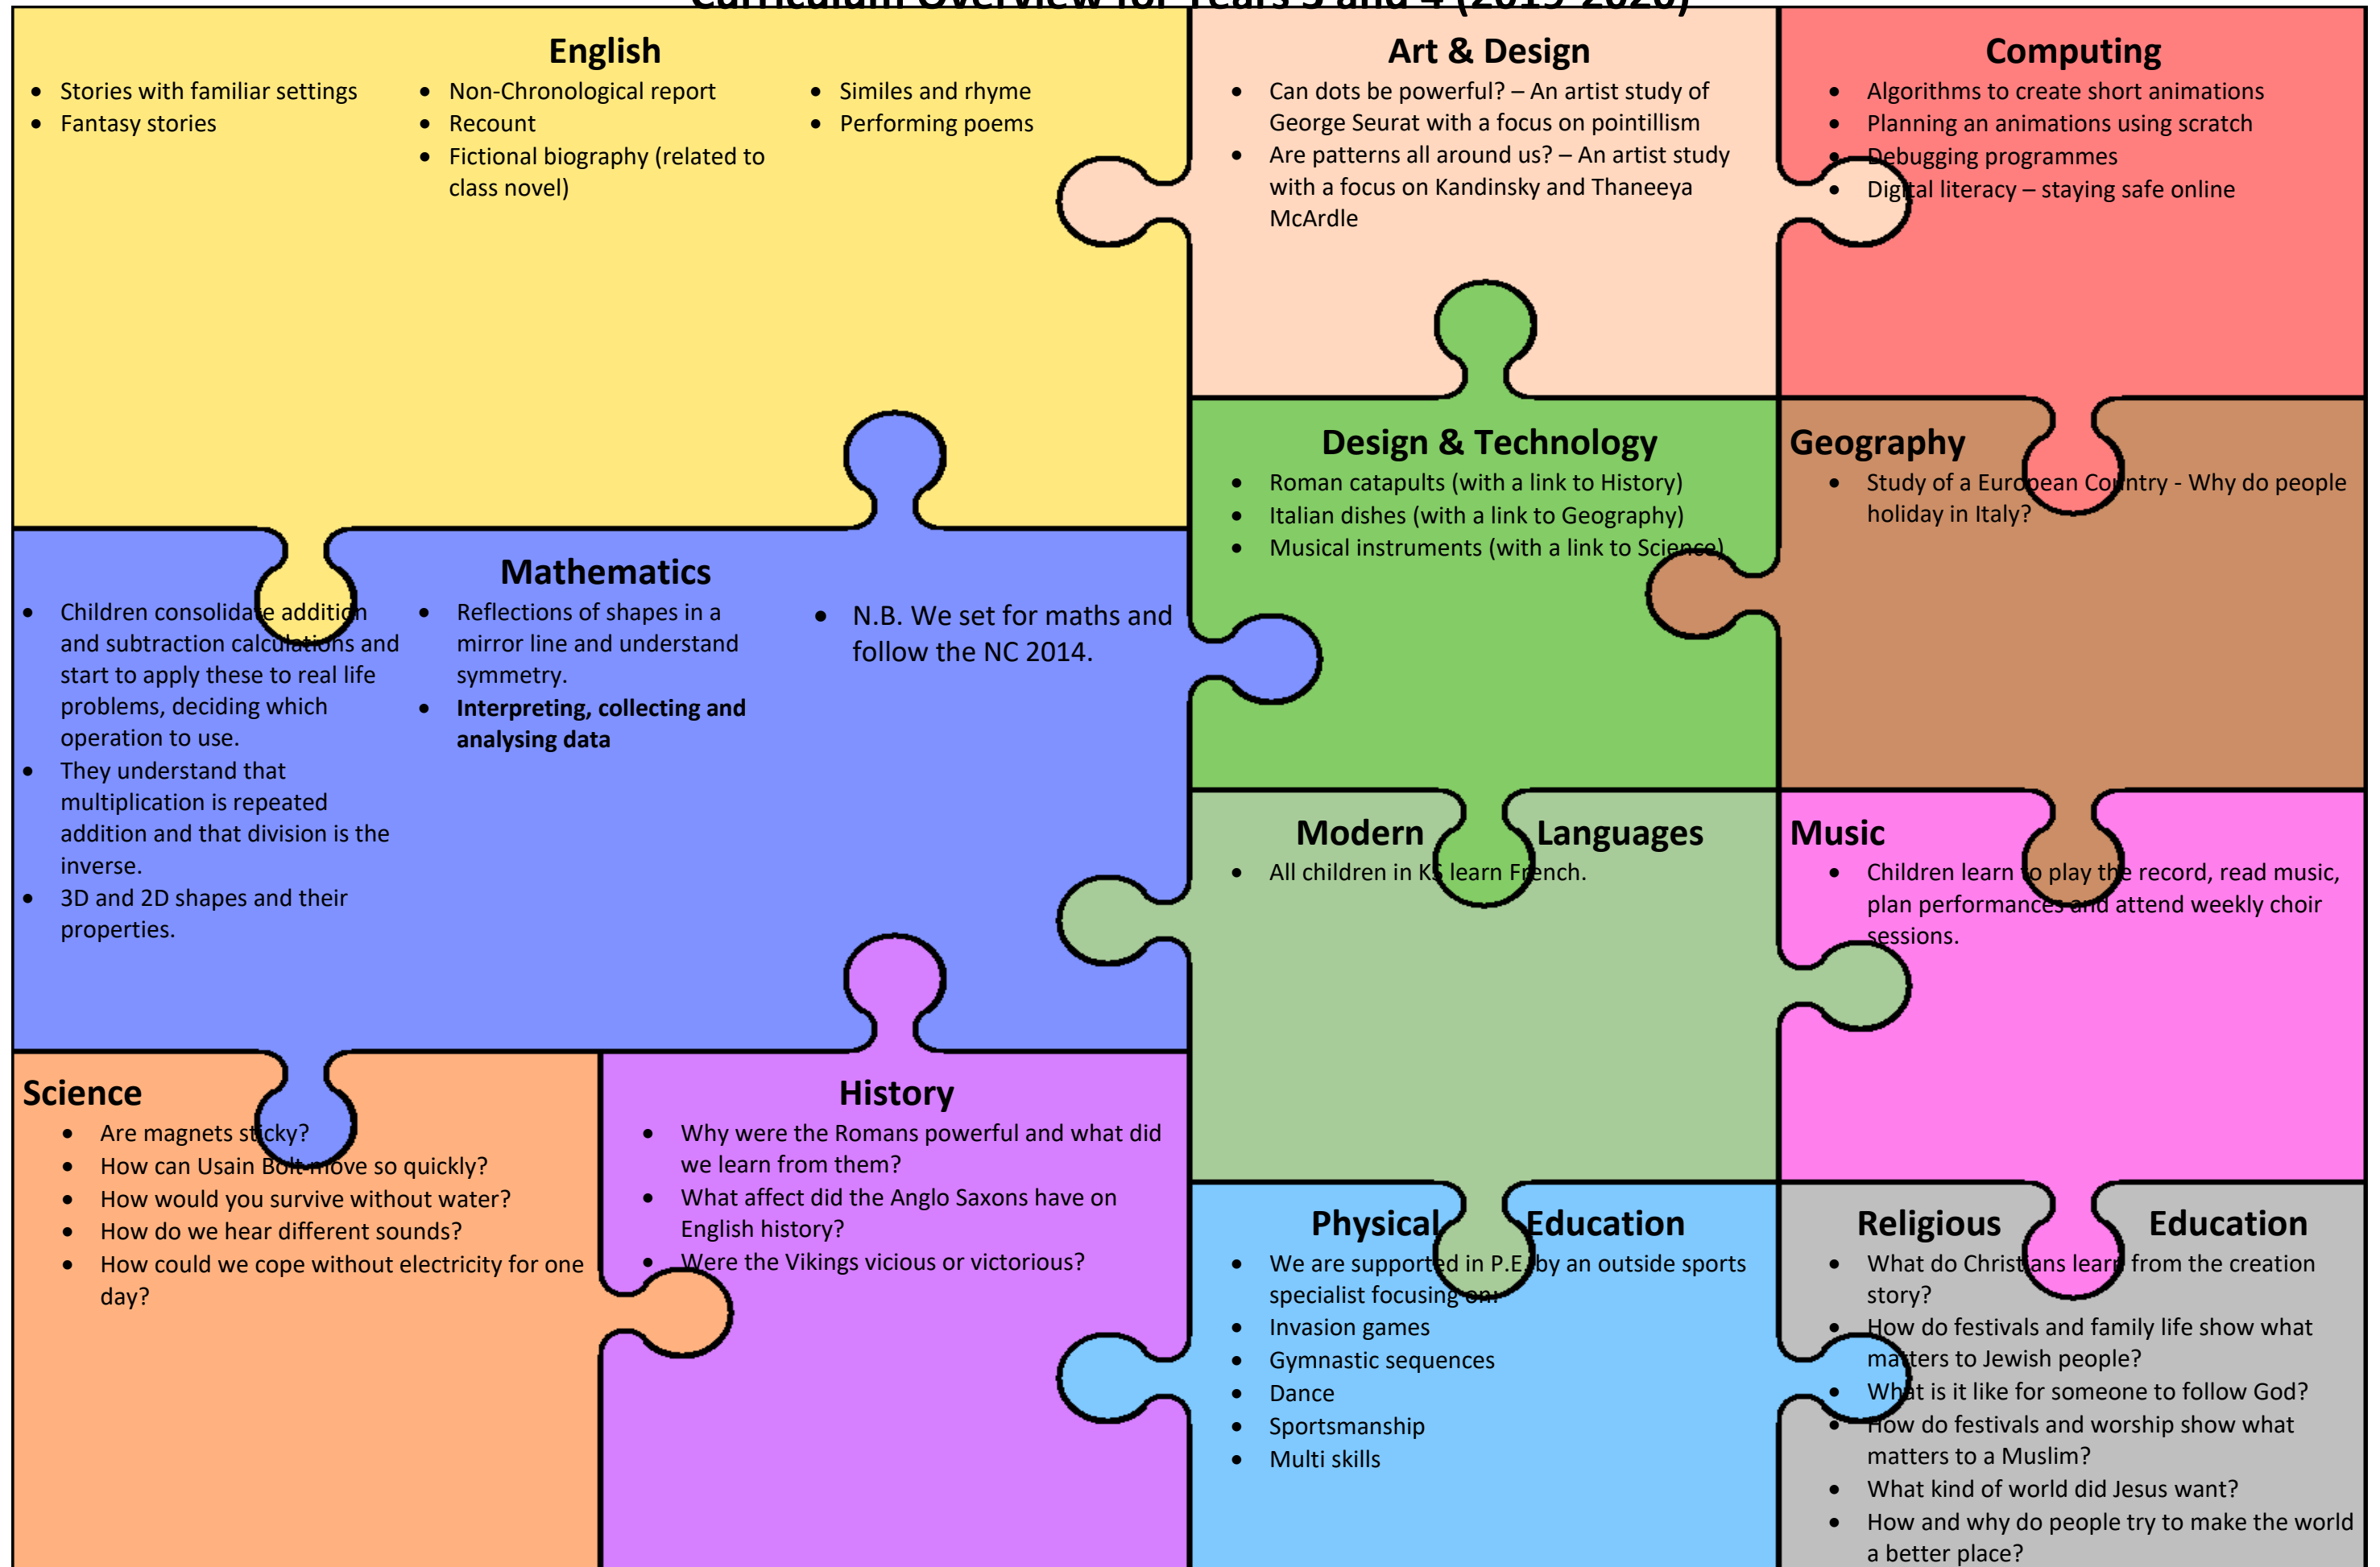 Curriculum Overview for Years 3 and 4 (2019-2020)
English
• Stories with familiar settings
• Fantasy stories
• Non-Chronological report
• Recount
• Fictional biography (related to
class novel)
• Similes and rhyme
• Performing poems
Art & Design
• Can dots be powerful? – An artist study of
George Seurat with a focus on pointillism
• Are patterns all around us? – An artist study
with a focus on Kandinsky and Thaneeya
McArdle
Computing
• Algorithms to create short animations
• Planning an animations using scratch
• Debugging programmes
• Digital literacy – staying safe online
Mathematics
• Children consolidate addition
and subtraction calculations and
start to apply these to real life
problems, deciding which
operation to use.
• They understand that
multiplication is repeated
addition and that division is the
inverse.
• 3D and 2D shapes and their
properties.
• Reflections of shapes in a
mirror line and understand
symmetry.
• Interpreting, collecting and
analysing data
• N.B. We set for maths and
follow the NC 2014.
Design & Technology
• Roman catapults (with a link to History)
• Italian dishes (with a link to Geography)
• Musical instruments (with a link to Science)
Geography
• Study of a European Country - Why do people
holiday in Italy?
Modern Languages
• All children in KS learn French.
Music
• Children learn to play the record, read music,
plan performances and attend weekly choir
sessions.
Science
• Are magnets sticky?
• How can Usain Bolt move so quickly?
• How would you survive without water?
• How do we hear different sounds?
• How could we cope without electricity for one
day?
History
• Why were the Romans powerful and what did
we learn from them?
• What affect did the Anglo Saxons have on
English history?
• Were the Vikings vicious or victorious?
Physical Education
• We are supported in P.E. by an outside sports
specialist focusing on:
• Invasion games
• Gymnastic sequences
• Dance
• Sportsmanship
• Multi skills
Religious Education
• What do Christians learn from the creation
story?
• How do festivals and family life show what
matters to Jewish people?
• What is it like for someone to follow God?
• How do festivals and worship show what
matters to a Muslim?
• What kind of world did Jesus want?
• How and why do people try to make the world
a better place?